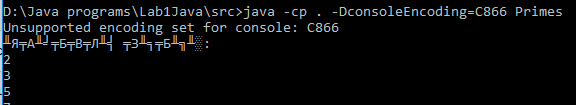 D:\Java programs\Lab1Java\src>java -cp . -DconsoleEncoding=C866 Primes
Unsupported encoding set for console: C866
╨Я╤А╨╛╤Б╤В╤Л╨╡ ╤З╨╕╤Б╨╗╨░:
2
3
5